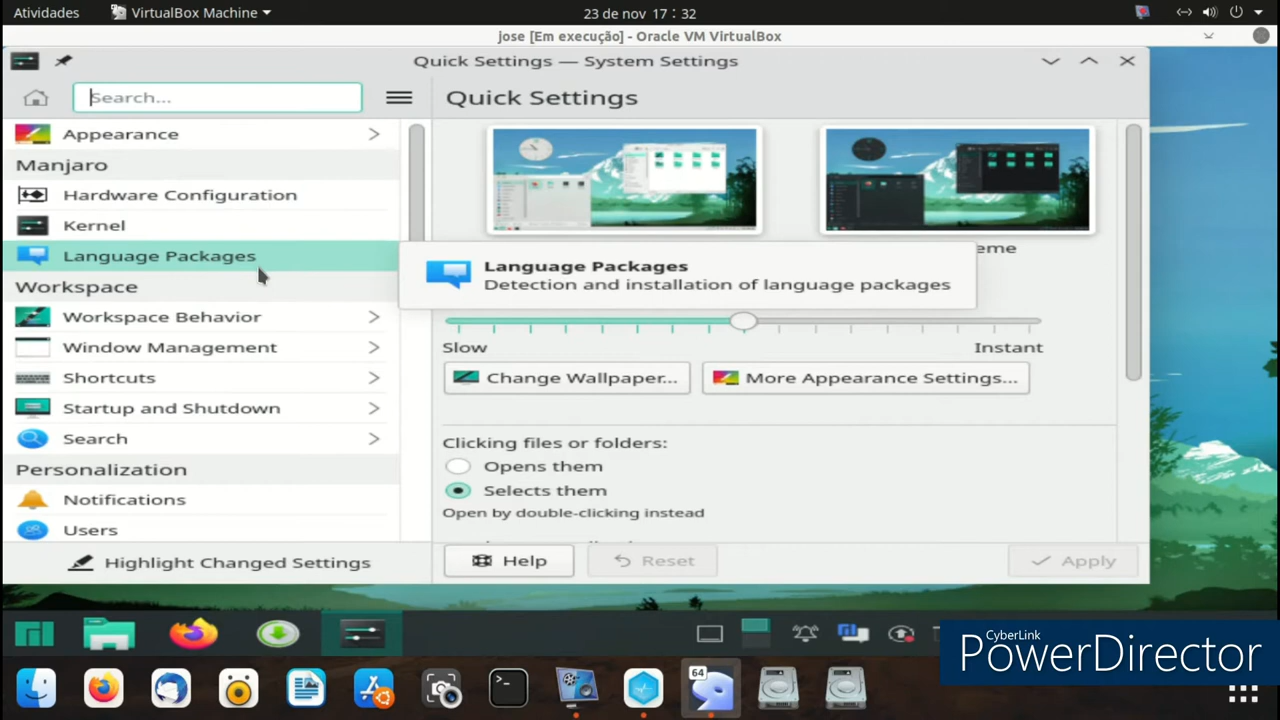 Atividades
VirtualBox Machine
23 de nov 17:32
jose [Em execução] - Oracle VM VirtualBox
Quick Settings — System Settings
Search...
Quick Settings
Appearance
Manjaro
Hardware Configuration
Kernel
Language Packages
Workspace
Workspace Behavior
Window Management
Shortcuts
Startup and Shutdown
Search
Personalization
Notifications
Users
Highlight Changed Settings
Language Packages
Detection and installation of language packages
Slow
Instant
Change Wallpaper...
More Appearance Settings...
Clicking files or folders:
Opens them
Selects them
Open by double-clicking instead
Help
Reset
Apply
CyberLink
PowerDirector
64
>_